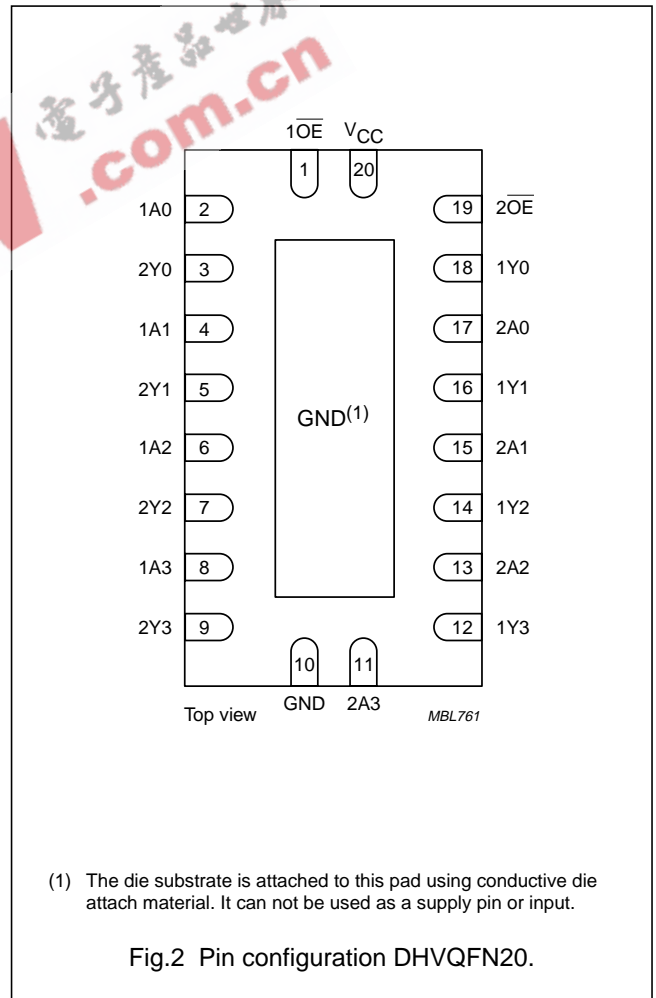 電子產品世界
.com.cn
1O̅E̅ VCC
1 20
1A0 2 19 2O̅E̅
2Y0 3 18 1Y0
1A1 4 17 2A0
2Y1 5 16 1Y1
GND(1)
1A2 6 15 2A1
2Y2 7 14 1Y2
1A3 8 13 2A2
2Y3 9 12 1Y3
10 11
GND 2A3
Top view MBL761
(1) The die substrate is attached to this pad using conductive die
attach material. It can not be used as a supply pin or input.
Fig.2 Pin configuration DHVQFN20.